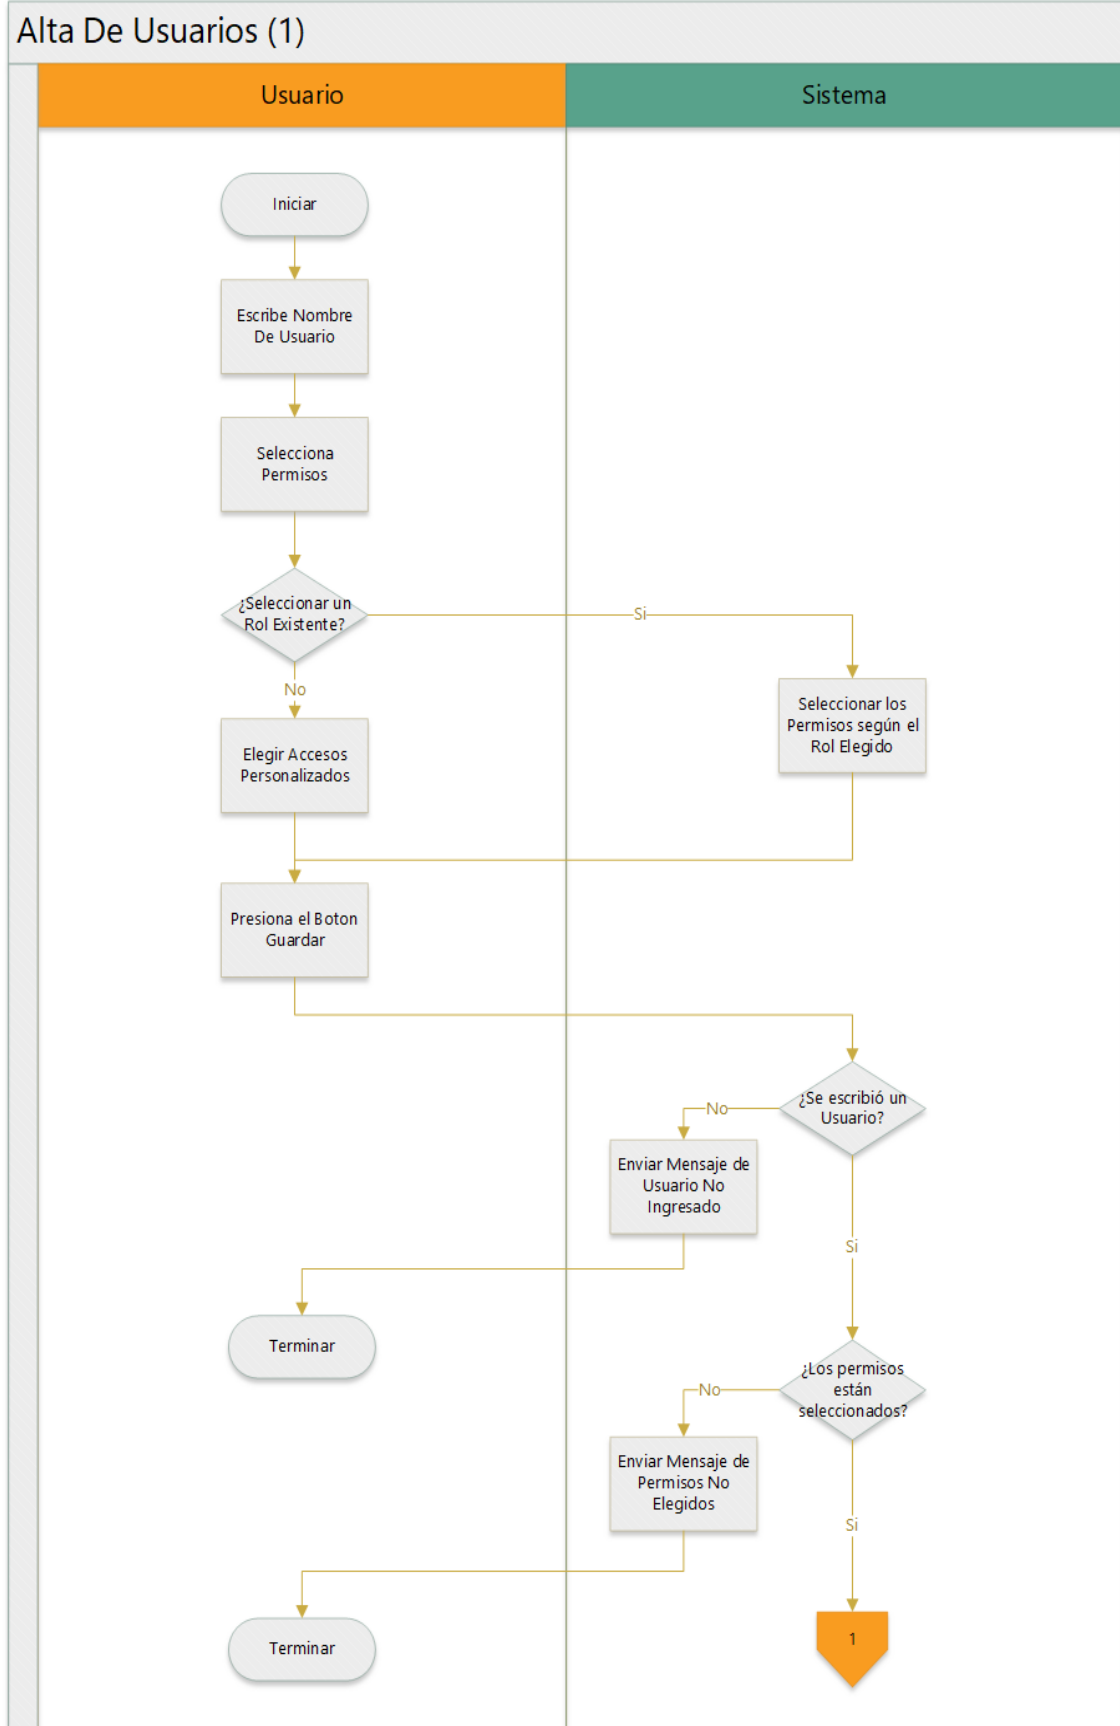 Alta De Usuarios (1)
Usuario
Sistema
Iniciar
Escribe Nombre
De Usuario
Selecciona
Permisos
¿Seleccionar un
Rol Existente?
Si
No
Seleccionar los
Permisos según el
Rol Elegido
Elegir Accesos
Personalizados
Presiona el Boton
Guardar
¿Se escribió un
Usuario?
No
Enviar Mensaje de
Usuario No
Ingresado
Si
Terminar
¿Los permisos
están
seleccionados?
No
Enviar Mensaje de
Permisos No
Elegidos
Si
Terminar
1